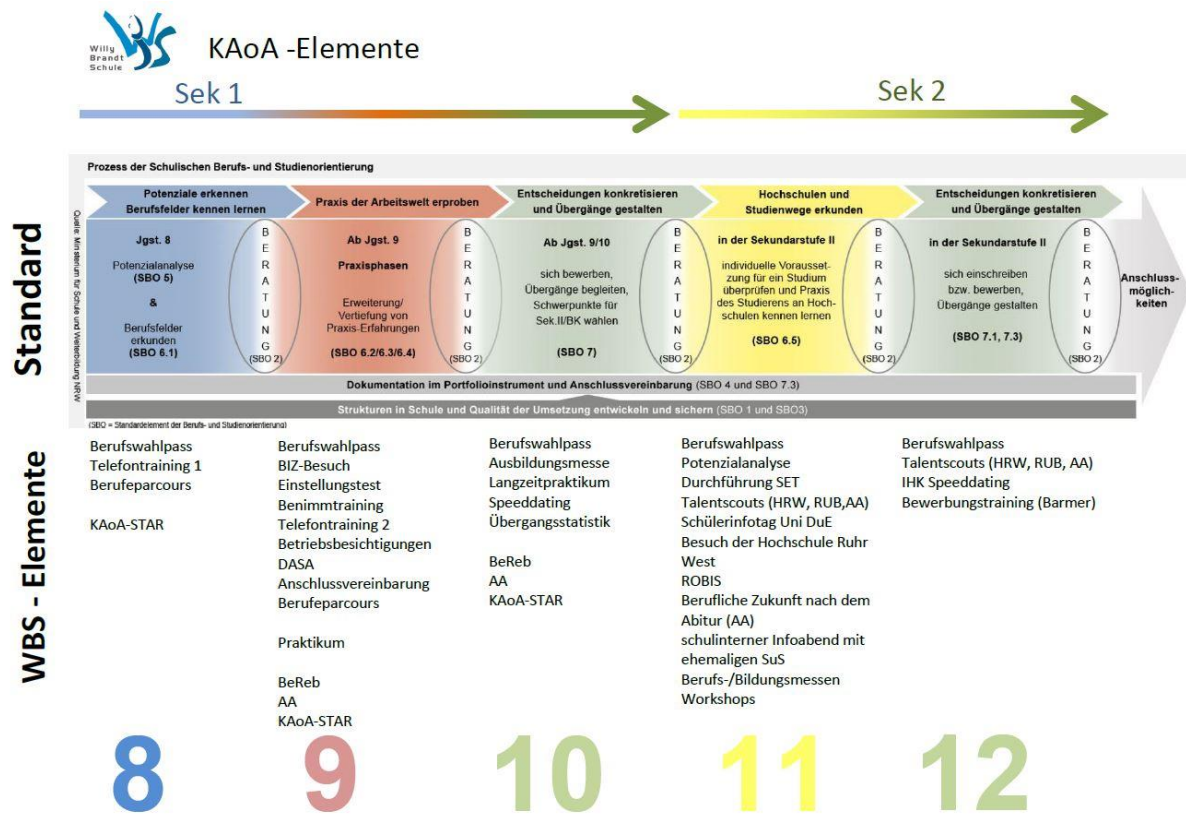 Willy
Brandt
Schule
KAoA -Elemente
Sek 1
Sek 2
Prozess der Schulischen Berufs- und Studienorientierung
Standard
Quelle: Ministerium für Schule und Weiterbildung NRW
Potenziale erkennen
Berufsfelder kennen lernen
Jgst. 8
Potenzialanalyse
(SBO 5)
&
Berufsfelder
erkunden
(SBO 6.1)
BERATUNG
(SBO 2)
Praxis der Arbeitswelt erproben
Ab Jgst. 9
Praxisphasen
Erweiterung/
Vertiefung von
Praxis-Erfahrungen
(SBO 6.2/6.3/6.4)
BERATUNG
(SBO 2)
Entscheidungen konkretisieren
und Übergänge gestalten
Ab Jgst. 9/10
sich bewerben,
Übergänge begleiten,
Schwerpunkte für
Sek.II/BK wählen
(SBO 7)
BERATUNG
(SBO 2)
Hochschulen und
Studienwege erkunden
in der Sekundarstufe II
individuelle Vorausset-
zung für ein Studium
überprüfen und Praxis
des Studierens an Hoch-
schulen kennen lernen
(SBO 6.5)
BERATUNG
(SBO 2)
Entscheidungen konkretisieren
und Übergänge gestalten
in der Sekundarstufe II
sich einschreiben
bzw. bewerben,
Übergänge gestalten
(SBO 7.1, 7.3)
BERATUNG
(SBO 2)
Anschluss-
möglich-
keiten
Dokumentation im Portfolioinstrument und Anschlussvereinbarung (SBO 4 und SBO 7.3)
Strukturen in Schule und Qualität der Umsetzung entwickeln und sichern (SBO 1 und SBO3)
(SBO = Standardelement der Berufs- und Studienorientierung)
WBS - Elemente
Berufswahlpass
Telefontraining 1
Berufeparcours
KAoA-STAR
8
Berufswahlpass
BIZ-Besuch
Einstellungstest
Benimmtraining
Telefontraining 2
Betriebsbesichtigungen
DASA
Anschlussvereinbarung
Berufeparcours
Praktikum
BeReb
AA
KAoA-STAR
9
Berufswahlpass
Ausbildungsmesse
Langzeitpraktikum
Speeddating
Übergangsstatistik
BeReb
AA
KAoA-STAR
10
Berufswahlpass
Potenzialanalyse
Durchführung SET
Talentscouts (HRW, RUB,AA)
Schülerinfotag Uni DuE
Besuch der Hochschule Ruhr
West
ROBIS
Berufliche Zukunft nach dem
Abitur (AA)
schulinterner Infoabend mit
ehemaligen SuS
Berufs-/Bildungsmessen
Workshops
11
Berufswahlpass
Talentscouts (HRW, RUB, AA)
IHK Speeddating
Bewerbungstraining (Barmer)
12